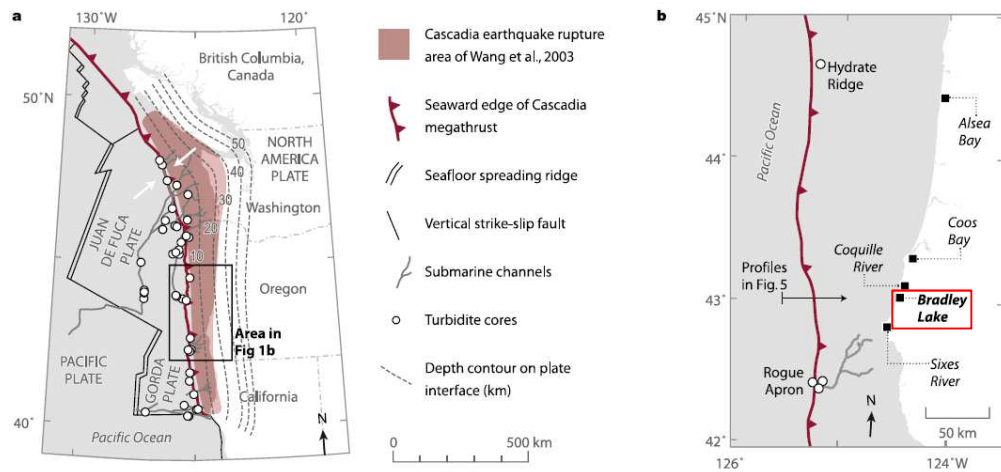 a
130°W
120°
British Columbia,
Canada
50°N
50
40
30
20
10
NORTH
AMERICA
PLATE
Washington
JUAN
DE FUCA
PLATE
Oregon
Area in
Fig 1b
PACIFIC
PLATE
GORDA
PLATE
California
40°
Pacific Ocean
N
Cascadia earthquake rupture
area of Wang et al., 2003
Seaward edge of Cascadia
megathrust
Seafloor spreading ridge
Vertical strike-slip fault
Submarine channels
Turbidite cores
Depth contour on plate
interface (km)
0 500 km
b
45°N
Hydrate
Ridge
Pacific Ocean
Alsea
Bay
44°
Coos
Bay
Coquille
River
Profiles
in Fig. 5
43°
Bradley
Lake
Sixes
River
Rogue
Apron
N
50 km
42°
126°
124°W